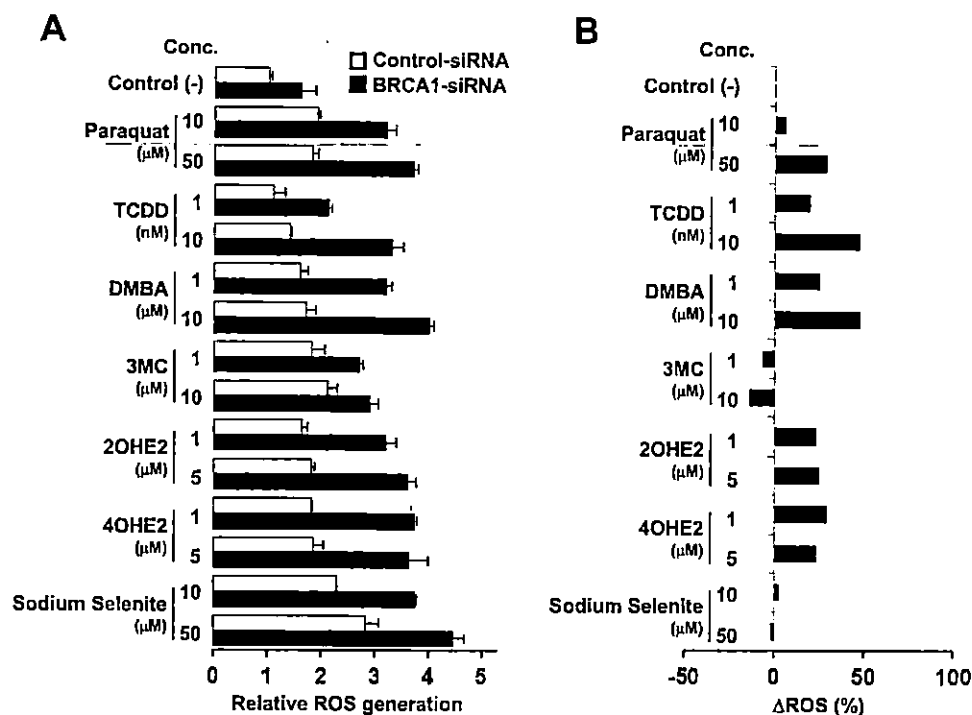 A
Conc.
Control-siRNA
BRCA1-siRNA
Control (-)
Paraquat
(µM)
10
50
TCDD
(nM)
1
10
DMBA
(µM)
1
10
3MC
(µM)
1
10
2OHE2
(µM)
1
5
4OHE2
(µM)
1
5
Sodium Selenite
(µM)
10
50
0 1 2 3 4 5
Relative ROS generation
B
Conc.
Control (-)
Paraquat
(µM)
10
50
TCDD
(nM)
1
10
DMBA
(µM)
1
10
3MC
(µM)
1
10
2OHE2
(µM)
1
5
4OHE2
(µM)
1
5
Sodium Selenite
(µM)
10
50
-50 0 50 100
ΔROS (%)